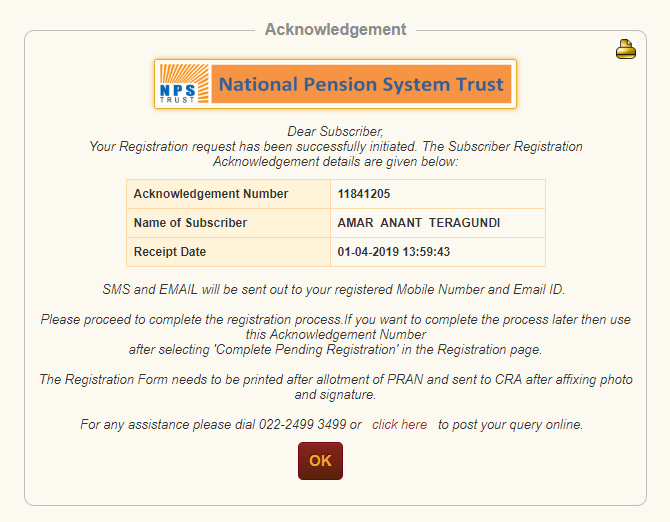 Acknowledgement
NPS
TRUST
National Pension System Trust
Dear Subscriber,
Your Registration request has been successfully initiated. The Subscriber Registration
Acknowledgement details are given below:
Acknowledgement Number 11841205
Name of Subscriber AMAR ANANT TERAGUNDI
Receipt Date 01-04-2019 13:59:43
SMS and EMAIL will be sent out to your registered Mobile Number and Email ID.
Please proceed to complete the registration process.If you want to complete the process later then use
this Acknowledgement Number
after selecting 'Complete Pending Registration' in the Registration page.
The Registration Form needs to be printed after allotment of PRAN and sent to CRA after affixing photo
and signature.
For any assistance please dial 022-2499 3499 or click here to post your query online.
OK